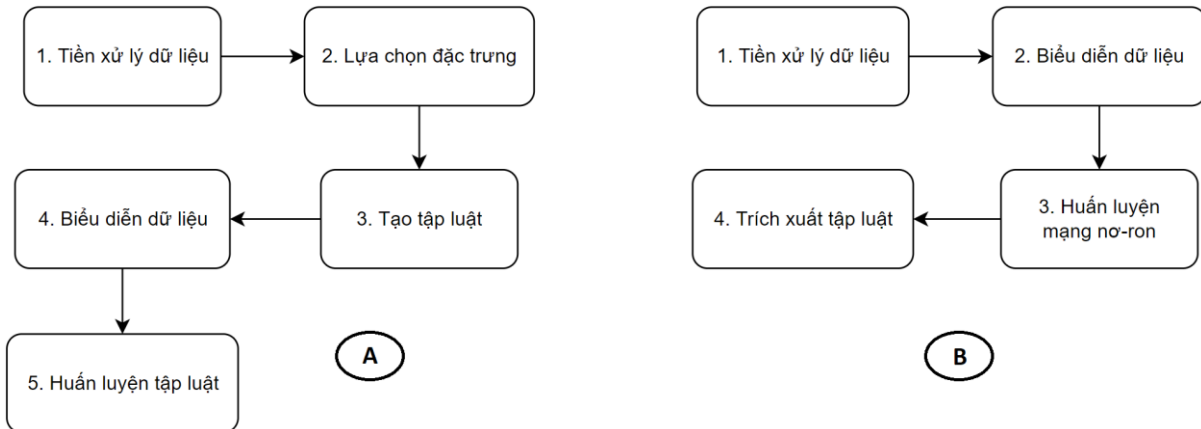 1. Tiền xử lý dữ liệu
2. Lựa chọn đặc trưng
3. Tạo tập luật
4. Biểu diễn dữ liệu
5. Huấn luyện tập luật
A
1. Tiền xử lý dữ liệu
2. Biểu diễn dữ liệu
3. Huấn luyện
mạng nơ-ron
4. Trích xuất tập luật
B